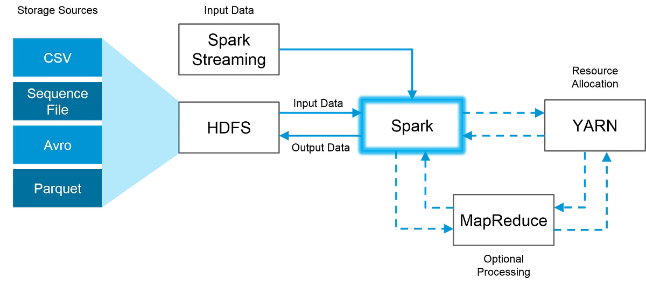 Storage Sources
Input Data
CSV
Sequence
File
Avro
Parquet
Spark
Streaming
HDFS
Input Data
Output Data
Spark
Resource
Allocation
YARN
MapReduce
Optional
Processing